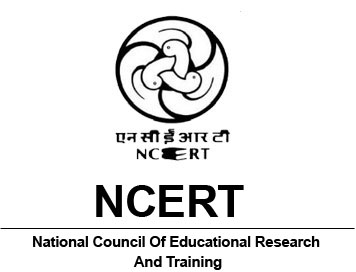 एन सी ई आर टी
NCERT
NCERT
National Council Of Educational Research
And Training